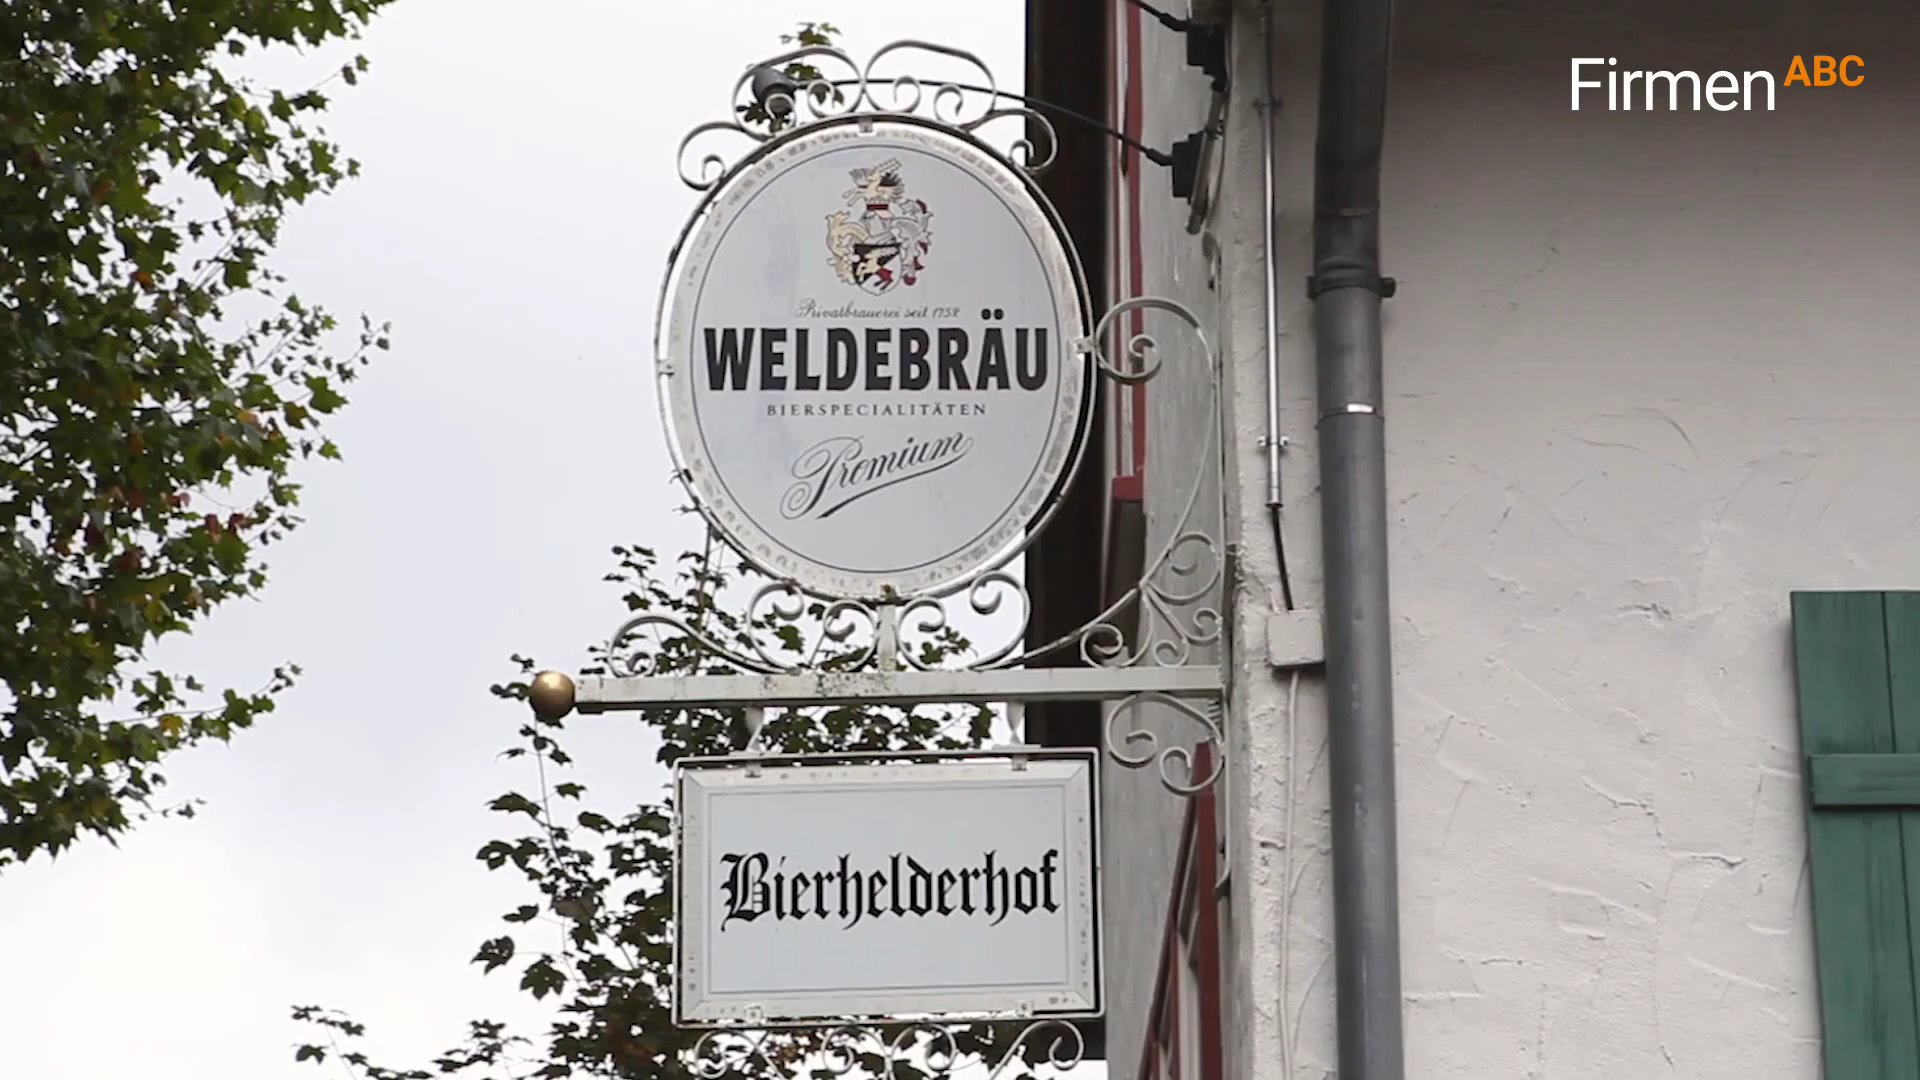 Firmen ABC
Privatbrauerei seit 1752
WELDEBRÄU
BIERSPECIALITÄTEN
Premium
Bierhelderhof